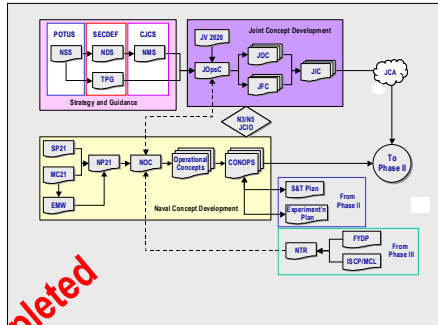 POTUS SECDEF CJCS
NSS NDS NMS
TPG
Strategy and Guidance
Joint Concept Development
JV 2020
JOpsC
JOC
JFC
JIC
JCA
N3/N5
JCIO
SP21
MC21
EMW
NP21
NOC
Operational
Concepts
CONOPS
Naval Concept Development
To
Phase II
S&T Plan
Experiment'n
Plan
From
Phase II
NTR
FYDP
ISCP/MCL
From
Phase III
pleted